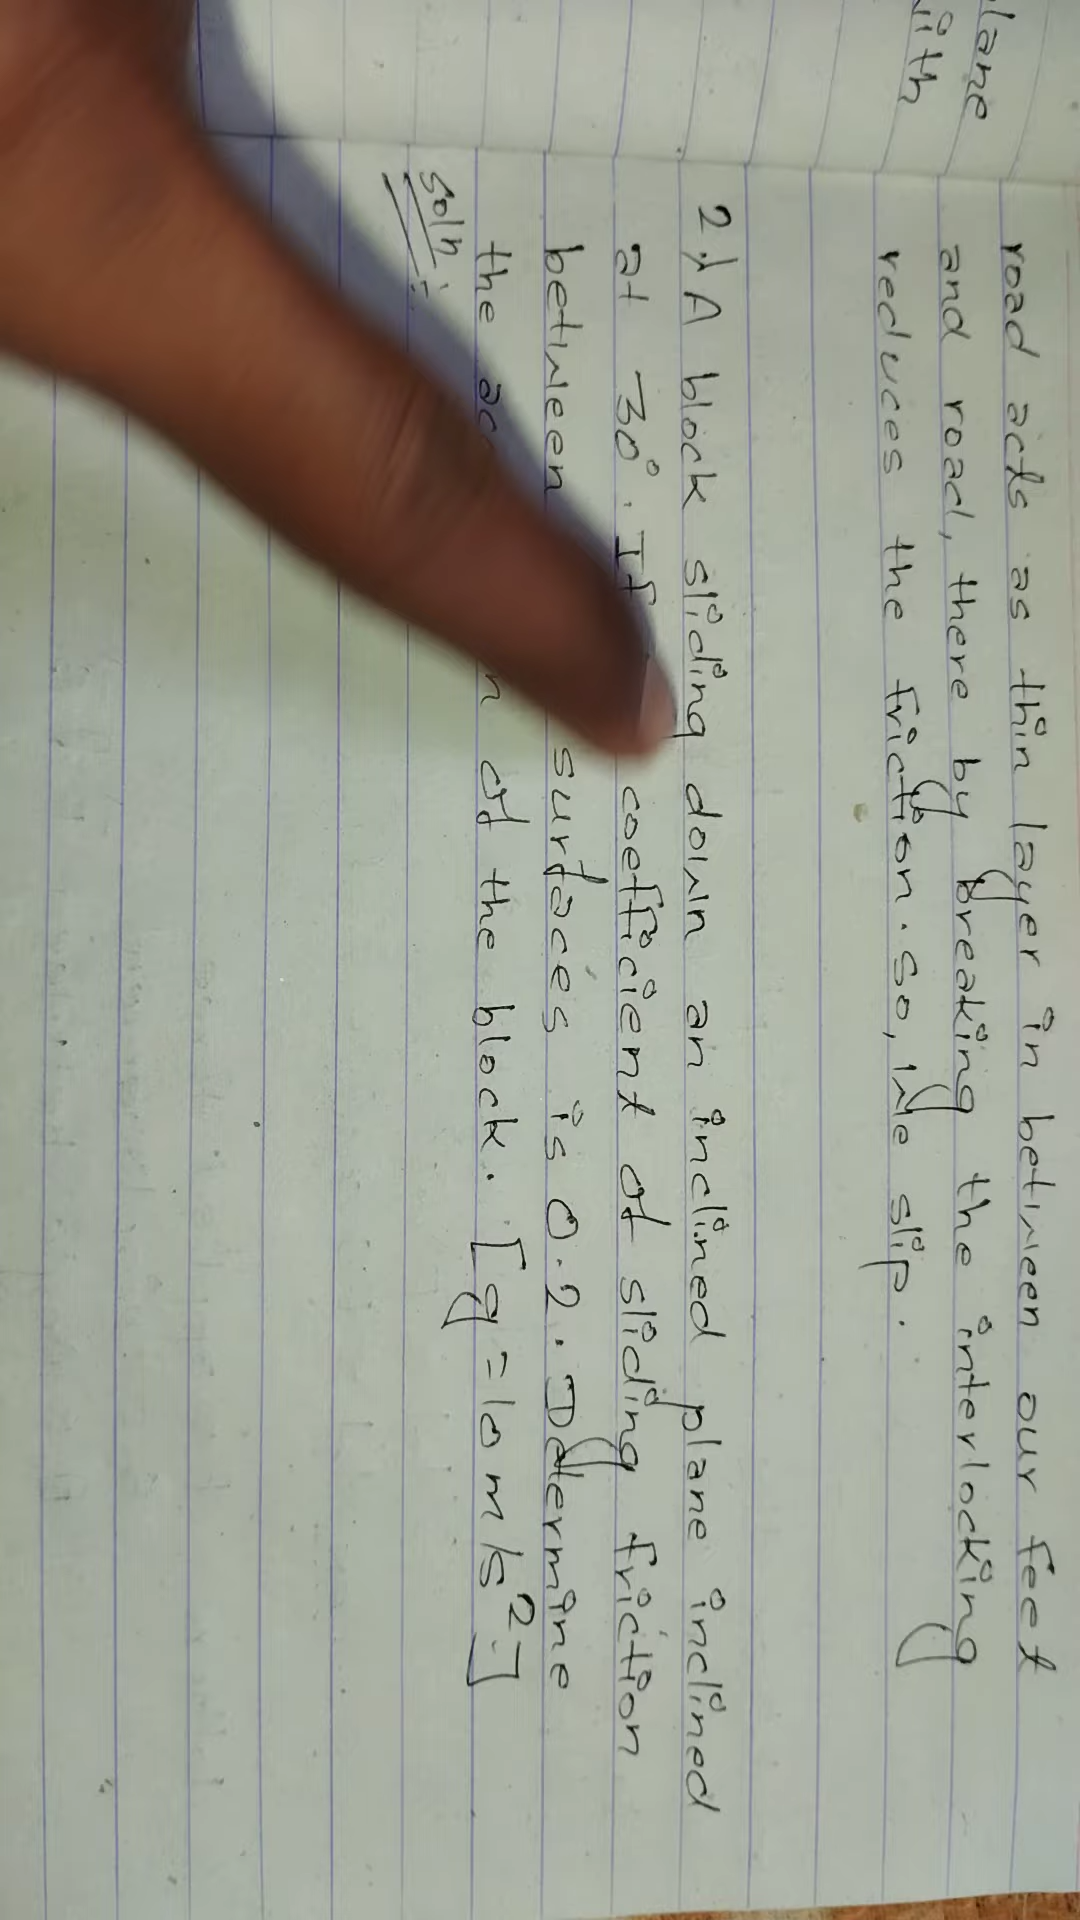 lane
with
road acts as thin layer in between our feet
and road, there by breaking the interlocking
reduces the friction. So, we slip.
2) A block sliding down an inclined plane inclined
at 30°. If coefficient of sliding friction
between surfaces is 0.2. Determine
the of the block. [g = 10 m/s²]
Soln: